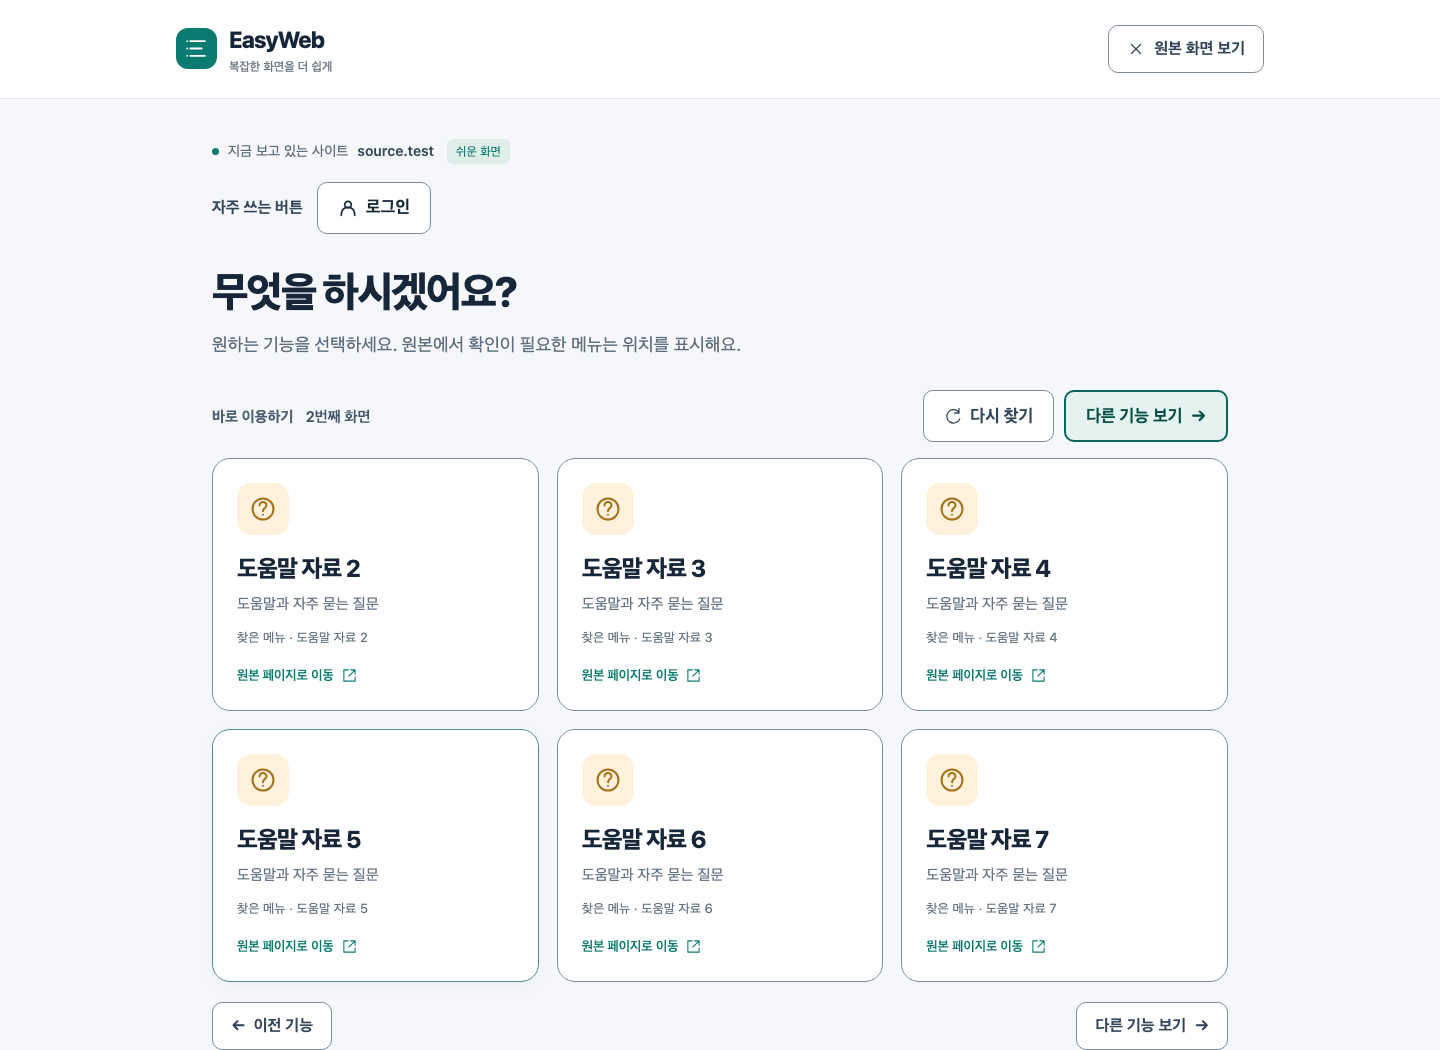 EasyWeb
복잡한 화면을 더 쉽게
원본 화면 보기
지금 보고 있는 사이트 source.test 쉬운 화면
자주 쓰는 버튼 로그인
무엇을 하시겠어요?
원하는 기능을 선택하세요. 원본에서 확인이 필요한 메뉴는 위치를 표시해요.
바로 이용하기 2번째 화면
다시 찾기
다른 기능 보기 →
도움말 자료 2
도움말과 자주 묻는 질문
찾은 메뉴 · 도움말 자료 2
원본 페이지로 이동
도움말 자료 3
도움말과 자주 묻는 질문
찾은 메뉴 · 도움말 자료 3
원본 페이지로 이동
도움말 자료 4
도움말과 자주 묻는 질문
찾은 메뉴 · 도움말 자료 4
원본 페이지로 이동
도움말 자료 5
도움말과 자주 묻는 질문
찾은 메뉴 · 도움말 자료 5
원본 페이지로 이동
도움말 자료 6
도움말과 자주 묻는 질문
찾은 메뉴 · 도움말 자료 6
원본 페이지로 이동
도움말 자료 7
도움말과 자주 묻는 질문
찾은 메뉴 · 도움말 자료 7
원본 페이지로 이동
← 이전 기능
다른 기능 보기 →